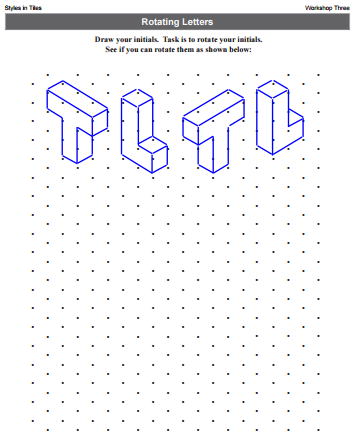 Styles in Tiles
Workshop Three
Rotating Letters
Draw your initials. Task is to rotate your initials.
See if you can rotate them as shown below: